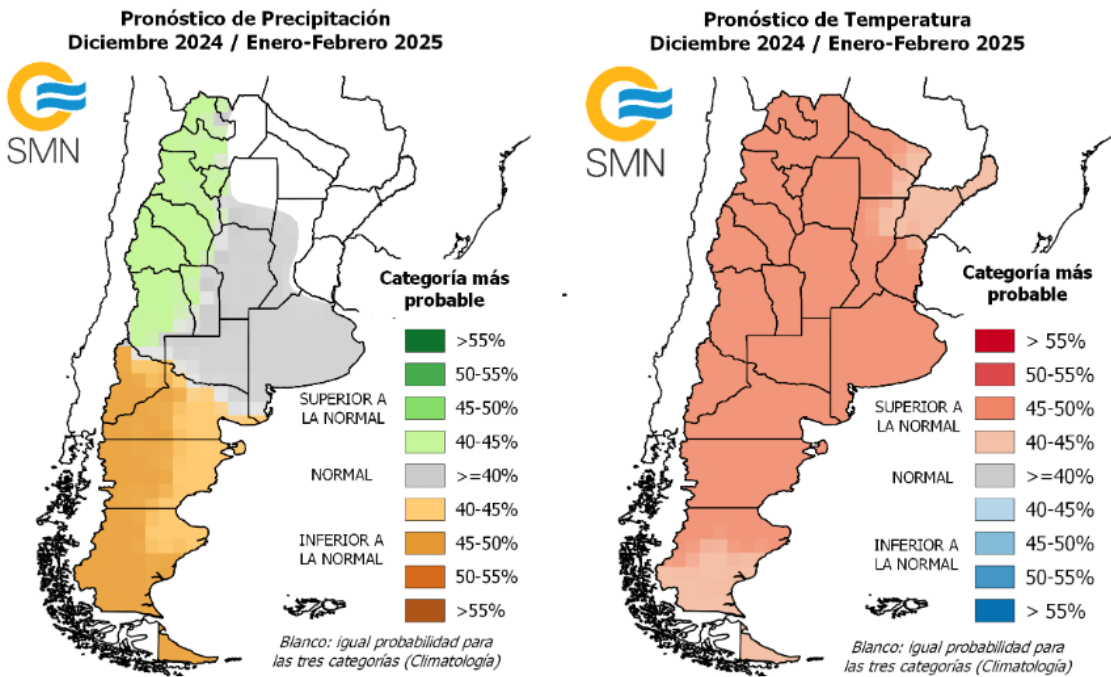 Pronóstico de Precipitación
Diciembre 2024 / Enero-Febrero 2025
SMN
Categoría más
probable
>55%
50-55%
SUPERIOR A
LA NORMAL
45-50%
40-45%
NORMAL
>=40%
40-45%
INFERIOR A
LA NORMAL
45-50%
50-55%
>55%
Blanco: igual probabilidad para
las tres categorías (Climatología)
Pronóstico de Temperatura
Diciembre 2024 / Enero-Febrero 2025
SMN
Categoría más
probable
> 55%
50-55%
SUPERIOR A
LA NORMAL
45-50%
40-45%
NORMAL
>=40%
40-45%
INFERIOR A
LA NORMAL
45-50%
50-55%
> 55%
Blanco: igual probabilidad para
las tres categorías (Climatología)